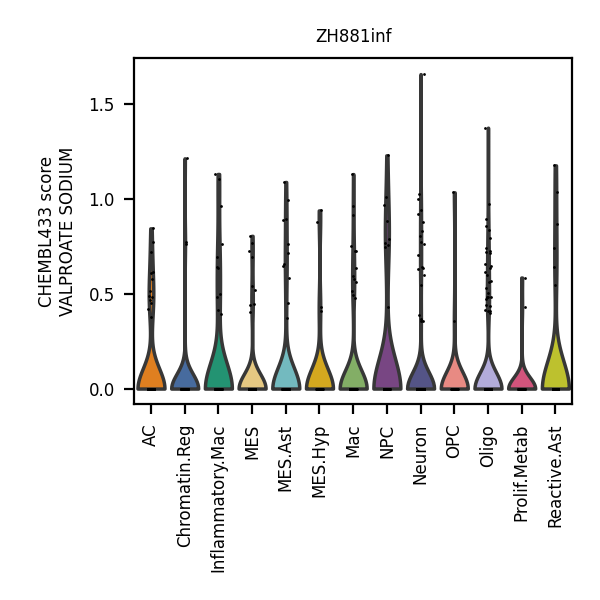 ZH881inf
CHEMBL433 score
VALPROATE SODIUM
1.5
1.0
0.5
0.0
AC
Chromatin.Reg
Inflammatory.Mac
MES
MES.Ast
MES.Hyp
Mac
NPC
Neuron
OPC
Oligo
Prolif.Metab
Reactive.Ast